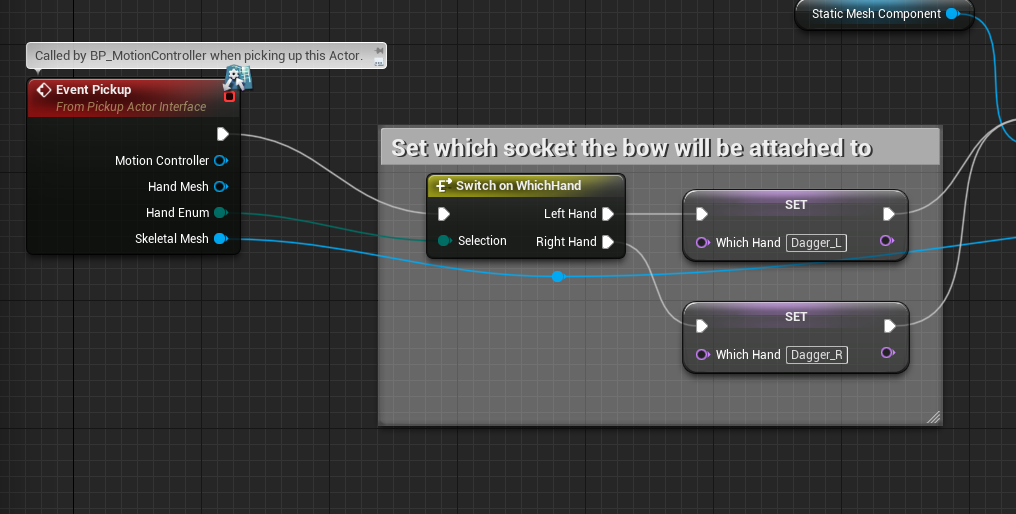 Static Mesh Component
Called by BP_MotionController when picking up this Actor.
Event Pickup
From Pickup Actor Interface
Motion Controller
Hand Mesh
Hand Enum
Skeletal Mesh
Set which socket the bow will be attached to
Switch on WhichHand
Left Hand
Selection
Right Hand
SET
Which Hand Dagger_L
SET
Which Hand Dagger_R